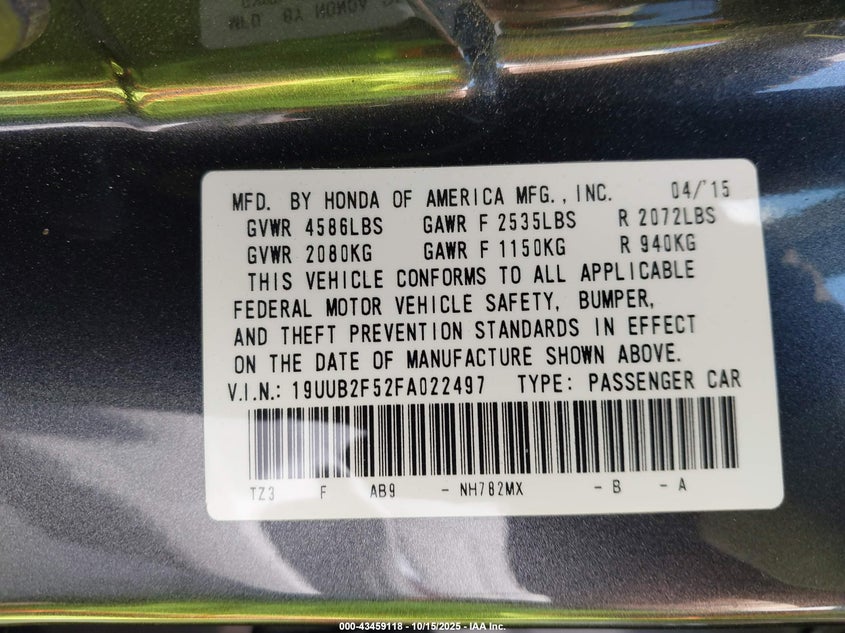 MFD. BY HONDA OF AMERICA MFG., INC. 04/'15
GVWR 4586LBS GAWR F 2535LBS R 2072LBS
GVWR 2080KG GAWR F 1150KG R 940KG
THIS VEHICLE CONFORMS TO ALL APPLICABLE
FEDERAL MOTOR VEHICLE SAFETY, BUMPER,
AND THEFT PREVENTION STANDARDS IN EFFECT
ON THE DATE OF MANUFACTURE SHOWN ABOVE.
V.I.N.: 19UUB2F52FA022497 TYPE: PASSENGER CAR
TZ3 F AB9 - NH782MX - B - A
000-43459118 - 10/15/2025 - IAA Inc.